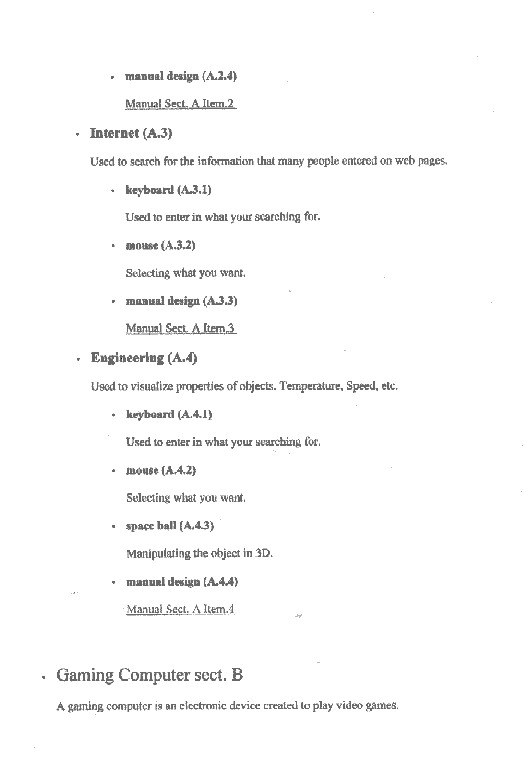 • manual design (A.2.4)
Manual Sect. A Item.2
• Internet (A.3)
Used to search for the information that many people entered on web pages.
• keyboard (A.3.1)
Used to enter in what your searching for.
• mouse (A.3.2)
Selecting what you want.
• manual design (A.3.3)
Manual Sect. A Item.3
• Engineering (A.4)
Used to visualize properties of objects. Temperature, Speed, etc.
• keyboard (A.4.1)
Used to enter in what your searching for.
• mouse (A.4.2)
Selecting what you want.
• space ball (A.4.3)
Manipulating the object in 3D.
• manual design (A.4.4)
Manual Sect. A Item.4
• Gaming Computer sect. B
A gaming computer is an electronic device created to play video games.